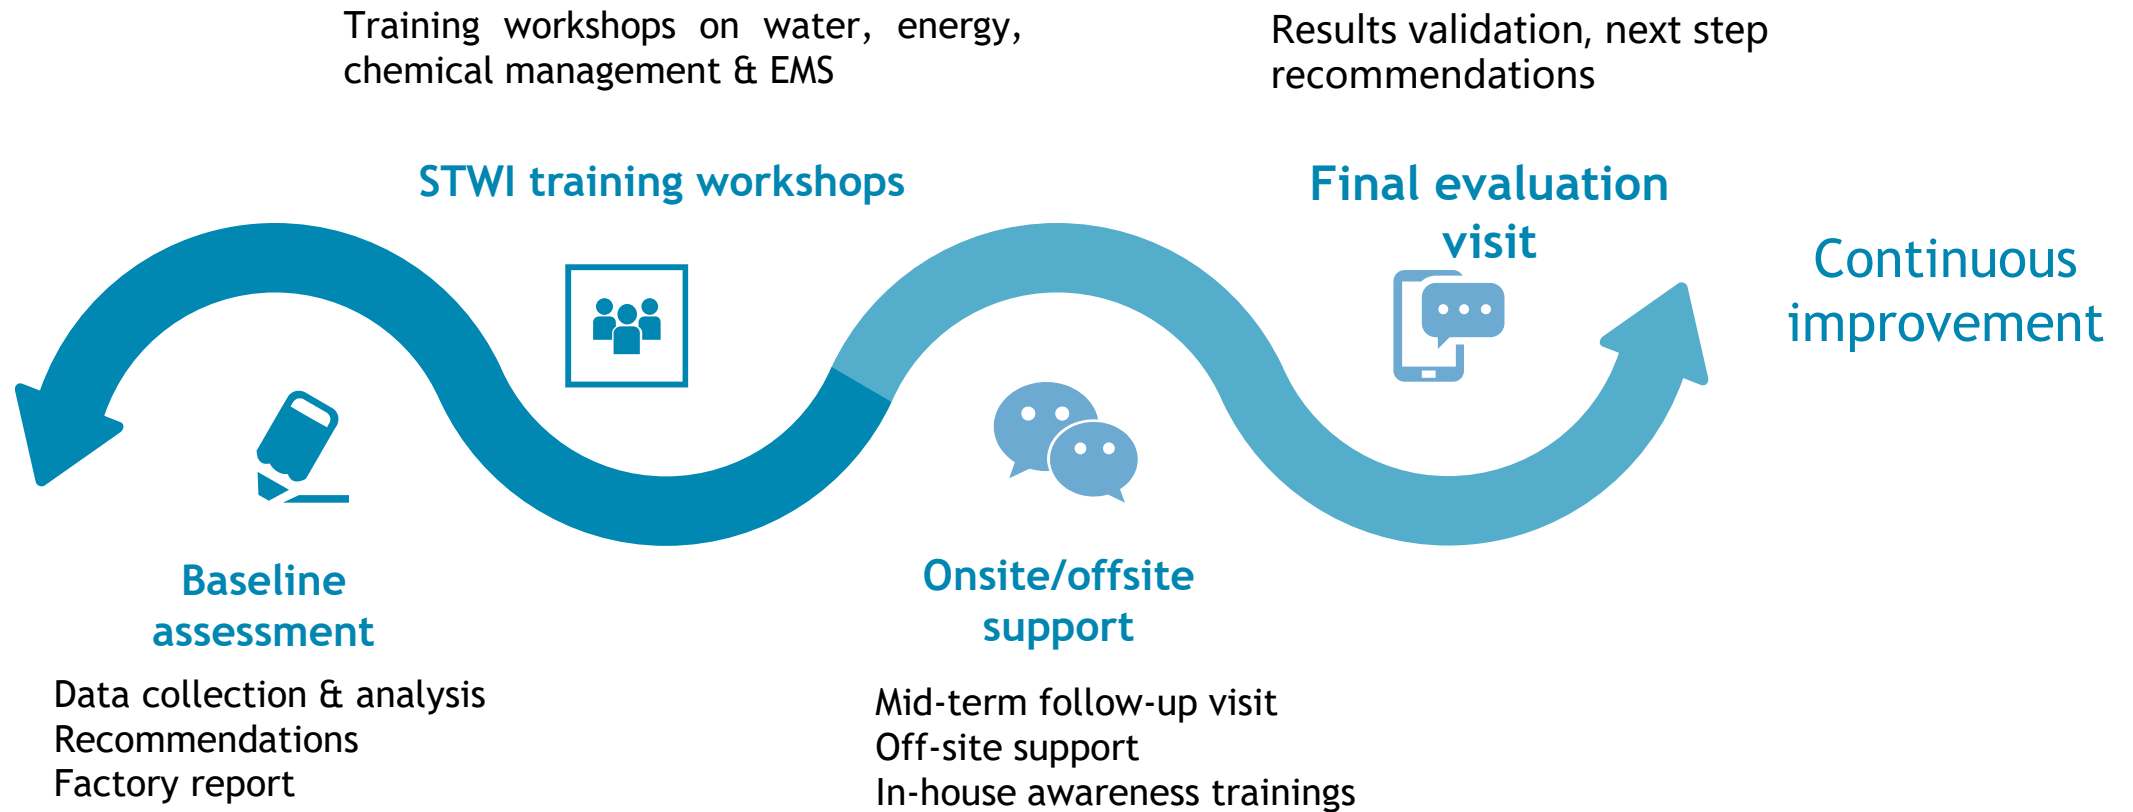 Training workshops on water, energy,
chemical management & EMS
Results validation, next step
recommendations
STWI training workshops
Final evaluation
visit
Continuous
improvement
Baseline
assessment
Data collection & analysis
Recommendations
Factory report
Onsite/offsite
support
Mid-term follow-up visit
Off-site support
In-house awareness trainings